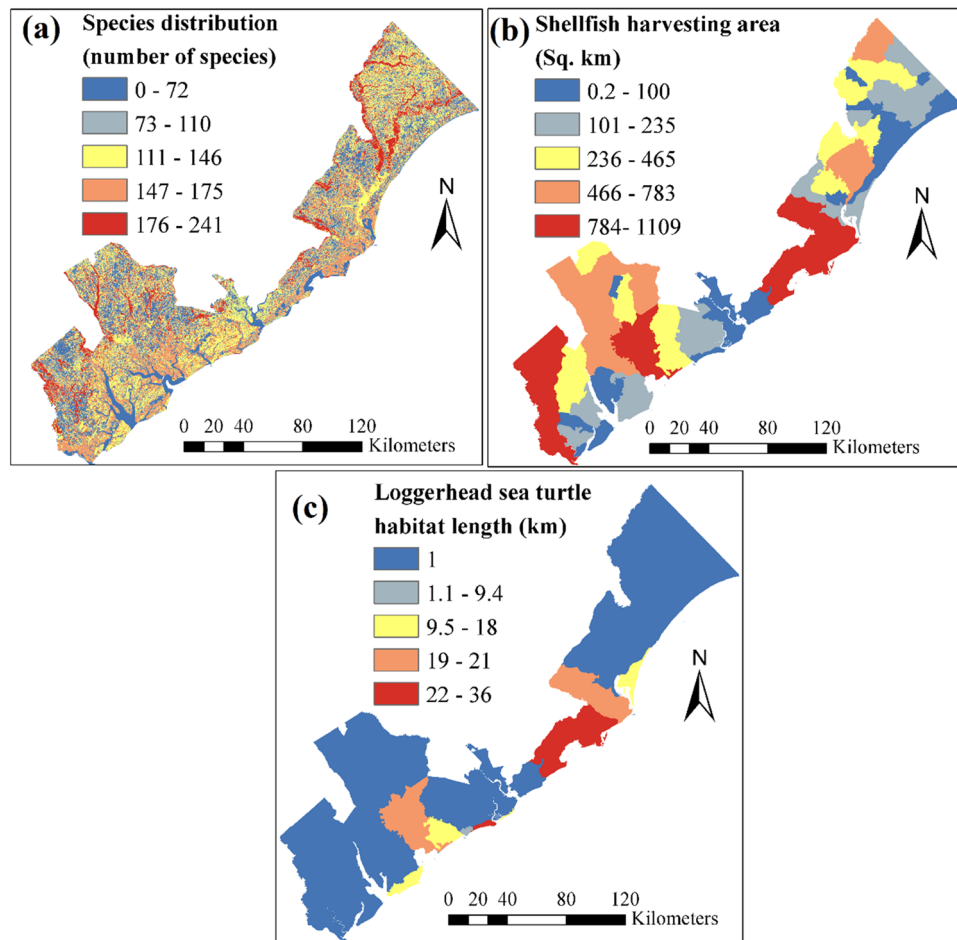 (a) Species distribution
(number of species)
0 - 72
73 - 110
111 - 146
147 - 175
176 - 241
N
0 20 40 80 120
Kilometers
(b) Shellfish harvesting area
(Sq. km)
0.2 - 100
101 - 235
236 - 465
466 - 783
784- 1109
N
0 20 40 80 120
Kilometers
(c) Loggerhead sea turtle
habitat length (km)
1
1.1 - 9.4
9.5 - 18
19 - 21
22 - 36
N
0 20 40 80 120
Kilometers